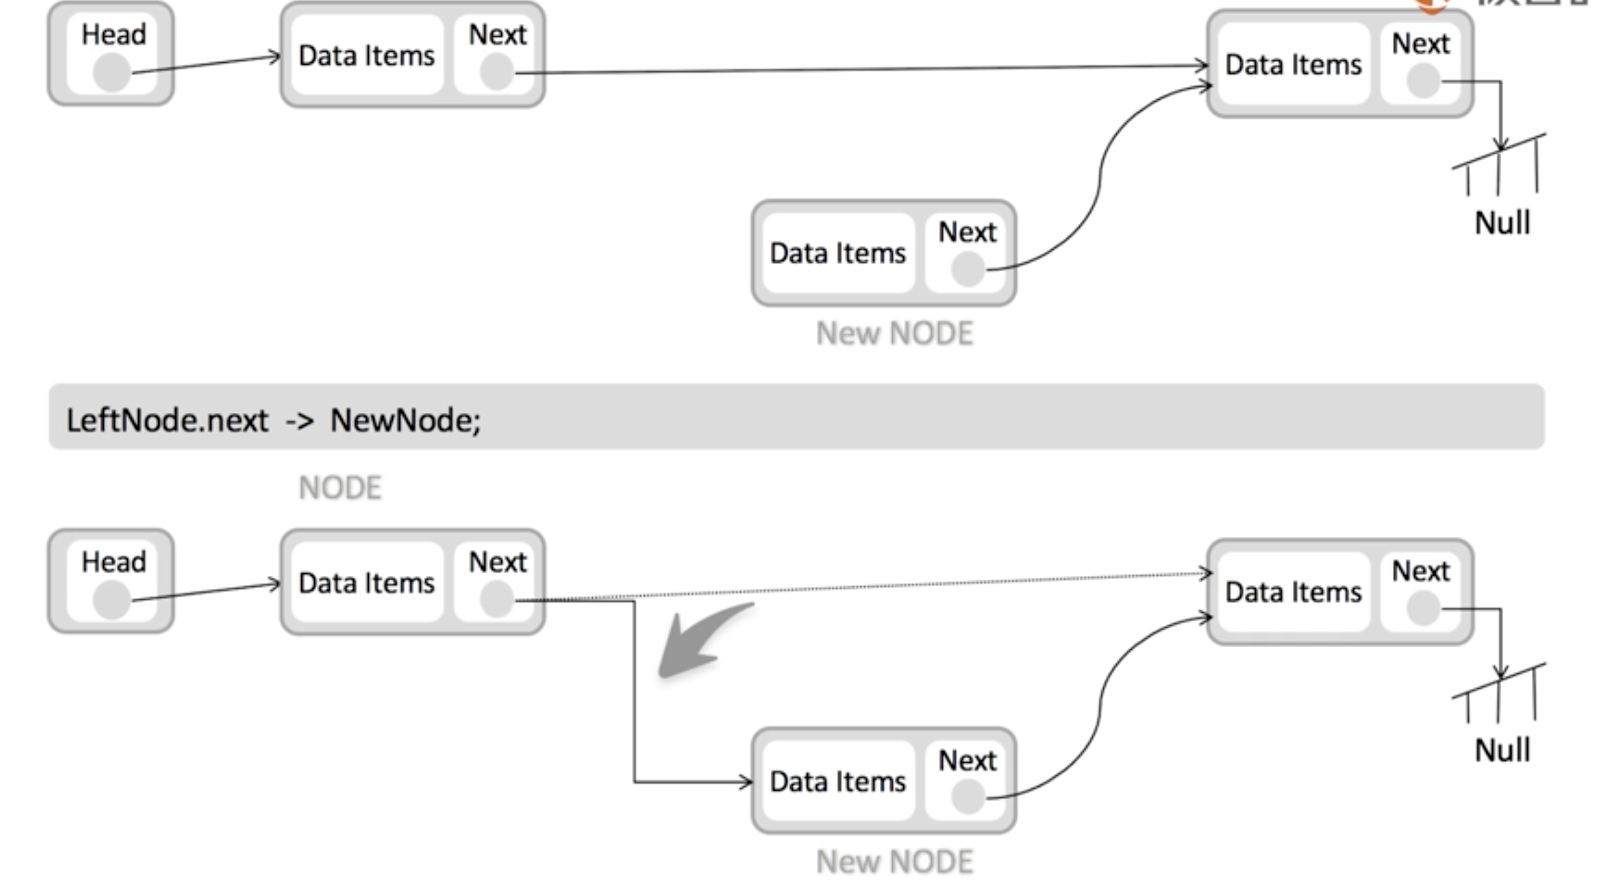 Head
Data Items
Next
Data Items
Next
Null
Data Items
Next
New NODE
LeftNode.next -> NewNode;
NODE
Head
Data Items
Next
Data Items
Next
Null
Data Items
Next
New NODE